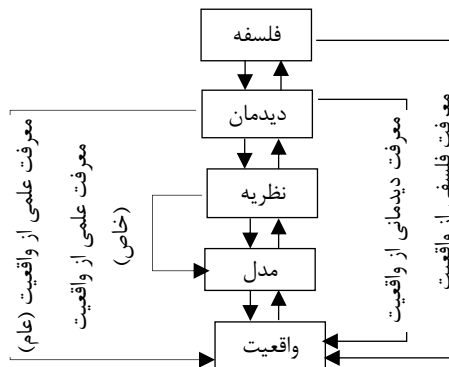 فلسفه
دیدمان
نظریه
مدل
واقعیت
معرفت فلسفی از واقعیت
معرفت دیدمانی از واقعیت
معرفت علمی از واقعیت
(خاص)
معرفت علمی از واقعیت (عام)